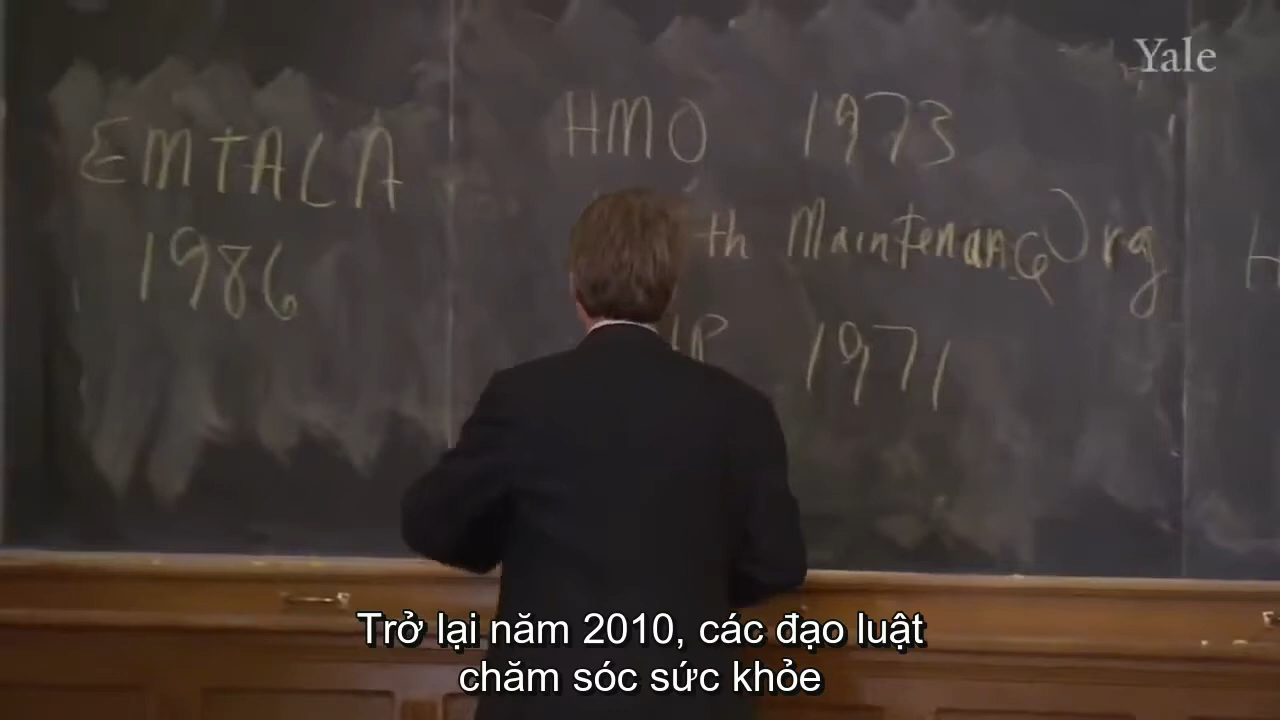 Yale
EMTALA
1986
HMO 1973
th Maintenance Org
1971
Trở lại năm 2010, các đạo luật
chăm sóc sức khỏe